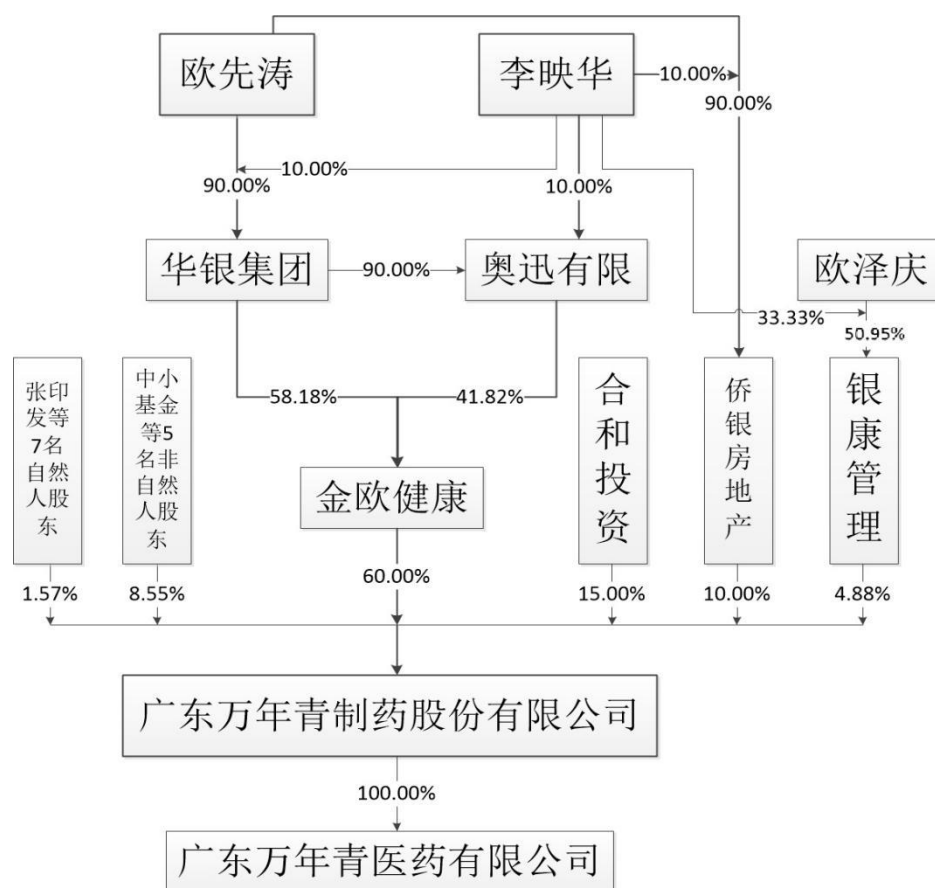 欧先涛
李映华
10.00%
90.00%
10.00%
90.00%
10.00%
华银集团
90.00%
奥迅有限
欧泽庆
33.33%
50.95%
张印
发等
7名
自然
人股
东
中小
基金
等5
名非
自然
人股
东
58.18%
41.82%
合
和
投
资
侨
银
房
地
产
银
康
管
理
金欧健康
1.57%
8.55%
60.00%
15.00%
10.00%
4.88%
广东万年青制药股份有限公司
100.00%
广东万年青医药有限公司